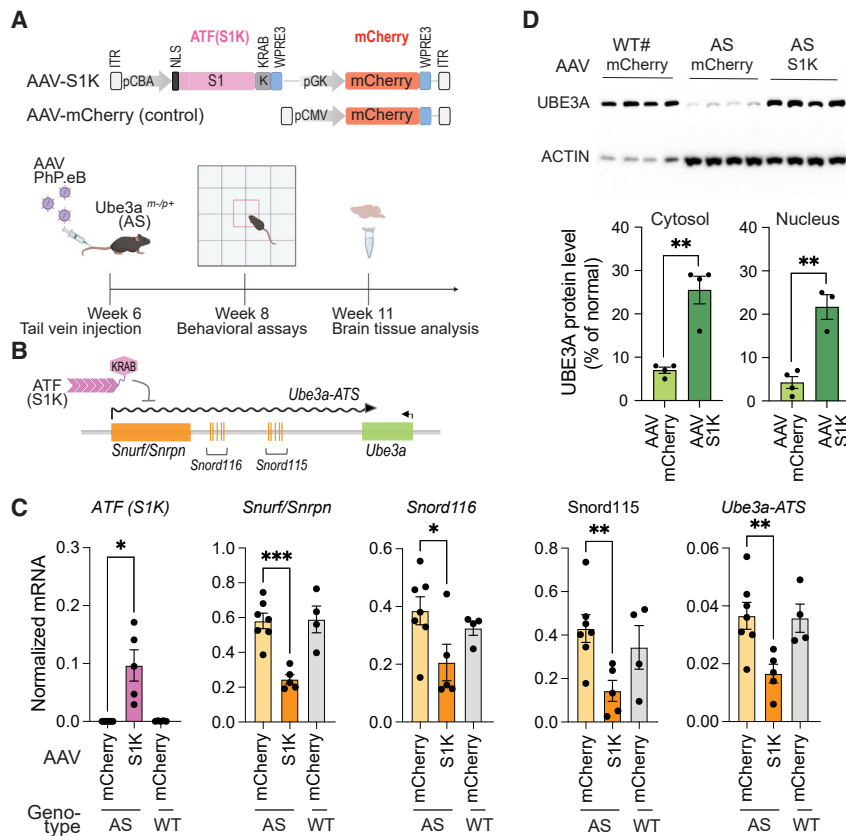 A
ATF(S1K)
mCherry
ITR
NLS
KRAB
WPRE3
WPRE3
ITR
AAV-S1K
pCBA
S1
K
pGK
mCherry
AAV-mCherry (control)
pCMV
mCherry
AAV
PhP.eB
Ube3a m-/p+
(AS)
Week 6
Tail vein injection
Week 8
Behavioral assays
Week 11
Brain tissue analysis
B
KRAB
ATF
(S1K)
Ube3a-ATS
Snurf/Snrpn
Snord116
Snord115
Ube3a
C
ATF (S1K)
Normalized mRNA
0.3
0.2
0.1
0.0
*
Snurf/Snrpn
1.0
0.8
0.6
0.4
0.2
0.0
***
Snord116
0.6
0.4
0.2
0.0
*
Snord115
0.8
0.6
0.4
0.2
0.0
**
Ube3a-ATS
0.06
0.04
0.02
0.00
**
AAV
mCherry
S1K
mCherry
mCherry
S1K
mCherry
mCherry
S1K
mCherry
mCherry
S1K
mCherry
mCherry
S1K
mCherry
Geno-
type
AS
WT
AS
WT
AS
WT
AS
WT
AS
WT
D
AAV
WT#
mCherry
AS
mCherry
AS
S1K
UBE3A
ACTIN
UBE3A protein level
(% of normal)
Cytosol
40
30
20
10
0
**
AAV
mCherry
AAV
S1K
Nucleus
40
30
20
10
0
**
AAV
mCherry
AAV
S1K